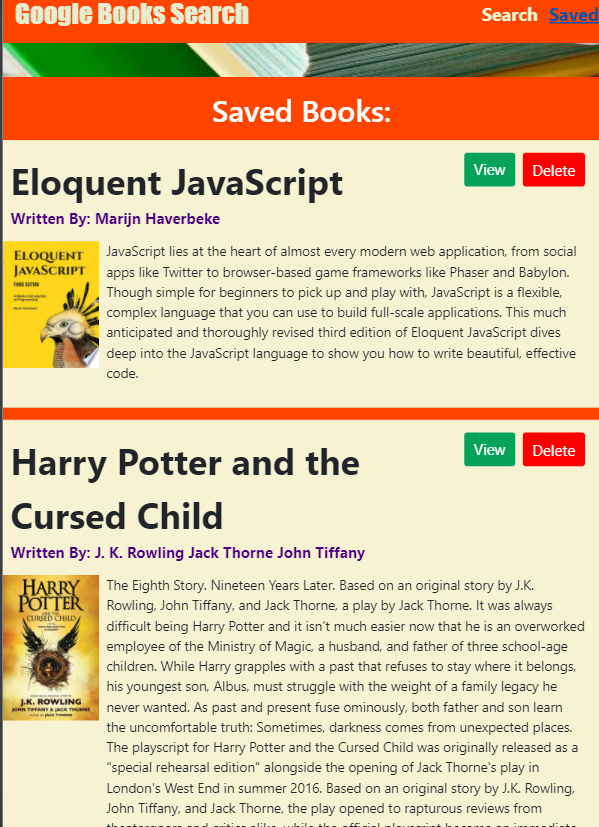 Google Books Search
Search Saved
Saved Books:
View Delete
Eloquent JavaScript
Written By: Marijn Haverbeke
ELOQUENT
JAVASCRIPT
THIRD EDITION
JavaScript lies at the heart of almost every modern web application, from social
apps like Twitter to browser-based game frameworks like Phaser and Babylon.
Though simple for beginners to pick up and play with, JavaScript is a flexible,
complex language that you can use to build full-scale applications. This much
anticipated and thoroughly revised third edition of Eloquent JavaScript dives
deep into the JavaScript language to show you how to write beautiful, effective
code.
View Delete
Harry Potter and the
Cursed Child
Written By: J. K. Rowling Jack Thorne John Tiffany
HARRY
POTTER
AND THE
CURSED CHILD
J.K. ROWLING
JOHN TIFFANY & JACK THORNE
The Eighth Story. Nineteen Years Later. Based on an original story by J.K.
Rowling, John Tiffany, and Jack Thorne, a play by Jack Thorne. It was always
difficult being Harry Potter and it isn't much easier now that he is an overworked
employee of the Ministry of Magic, a husband, and father of three school-age
children. While Harry grapples with a past that refuses to stay where it belongs,
his youngest son, Albus, must struggle with the weight of a family legacy he
never wanted. As past and present fuse ominously, both father and son learn
the uncomfortable truth: Sometimes, darkness comes from unexpected places.
The playscript for Harry Potter and the Cursed Child was originally released as a
"special rehearsal edition" alongside the opening of Jack Thorne's play in
London's West End in summer 2016. Based on an original story by J.K. Rowling,
John Tiffany, and Jack Thorne, the play opened to rapturous reviews from